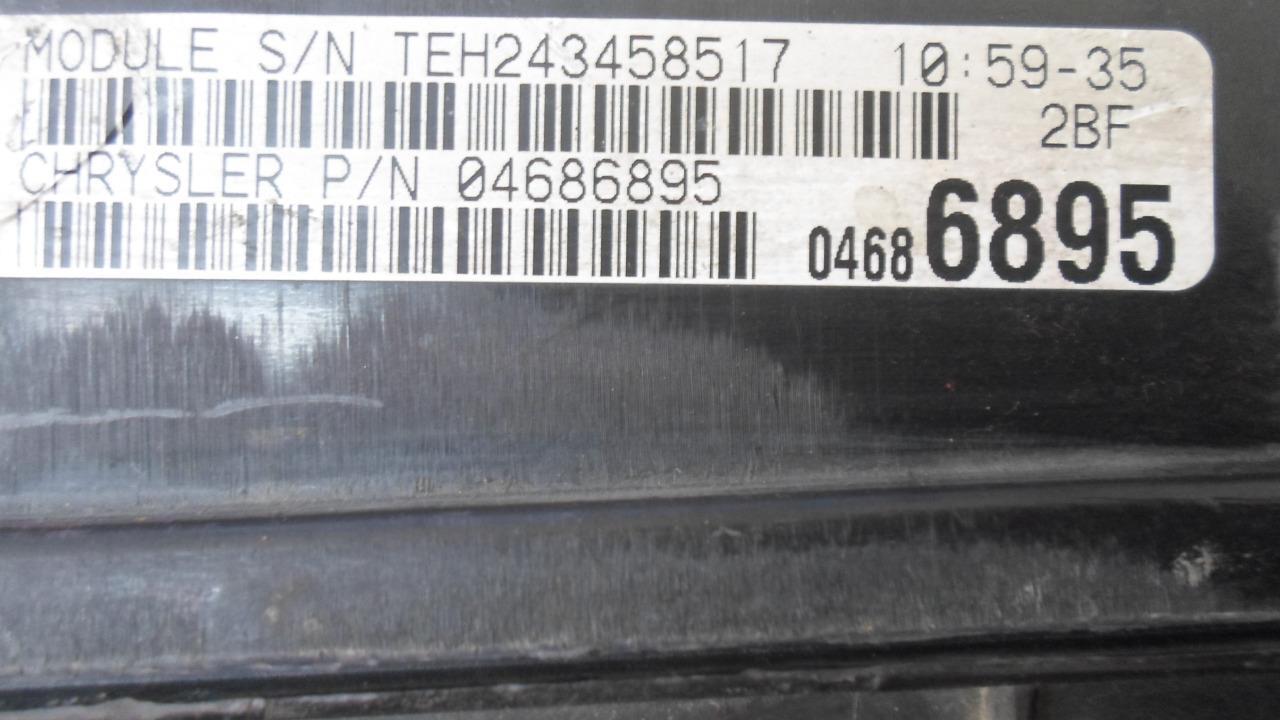 MODULE S/N TEH243458517 10:59-35
2BF
CHRYSLER P/N 04686895
04686895